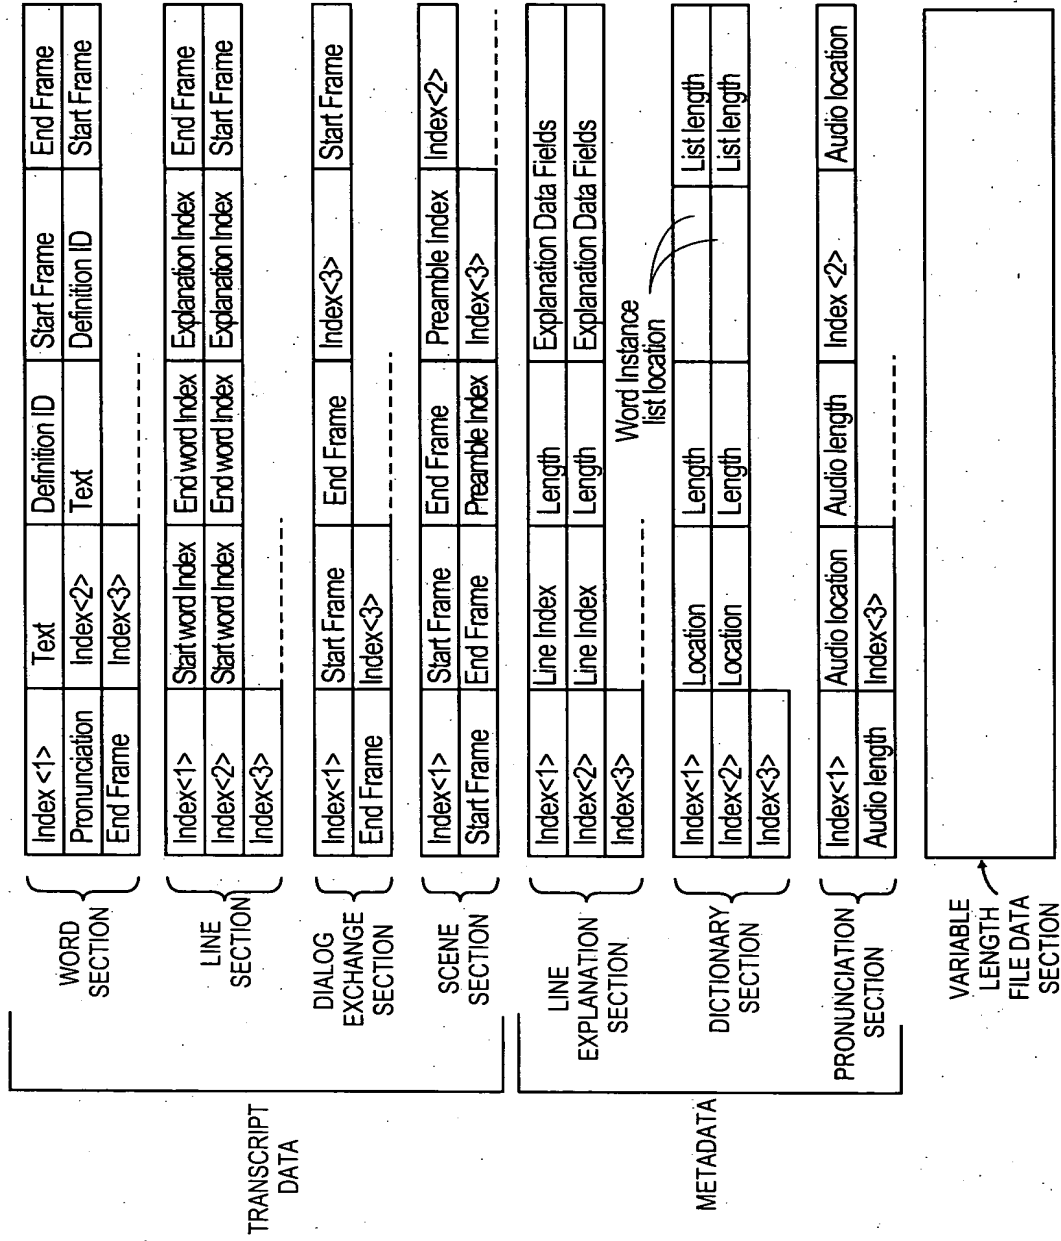 TRANSCRIPT
DATA
WORD
SECTION
Index <1> Text Definition ID Start Frame End Frame
Pronunciation Index<2> Text Definition ID Start Frame
End Frame Index<3>
LINE
SECTION
Index<1> Start word Index End word Index Explanation Index End Frame
Index<2> Start word Index End word Index Explanation Index Start Frame
Index<3>
DIALOG
EXCHANGE
SECTION
Index<1> Start Frame End Frame Index<3> Start Frame
End Frame Index<3>
SCENE
SECTION
Index<1> Start Frame End Frame Preamble Index Index<2>
Start Frame End Frame Preamble Index Index<3>
METADATA
LINE
EXPLANATION
SECTION
Index<1> Line Index Length Explanation Data Fields
Index<2> Line Index Length Explanation Data Fields
Index<3>
Word Instance
list location
DICTIONARY
SECTION
Index<1> Location Length List length
Index<2> Location Length List length
Index<3>
PRONUNCIATION
SECTION
Index<1> Audio location Audio length Index <2> Audio location
Audio length Index<3>
VARIABLE
LENGTH
FILE DATA
SECTION